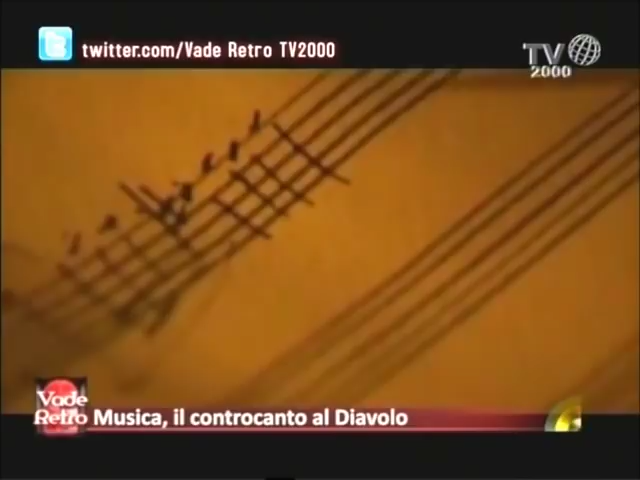 twitter.com/Vade Retro TV2000
TV
2000
Vade
Retro
Musica, il controcanto al Diavolo